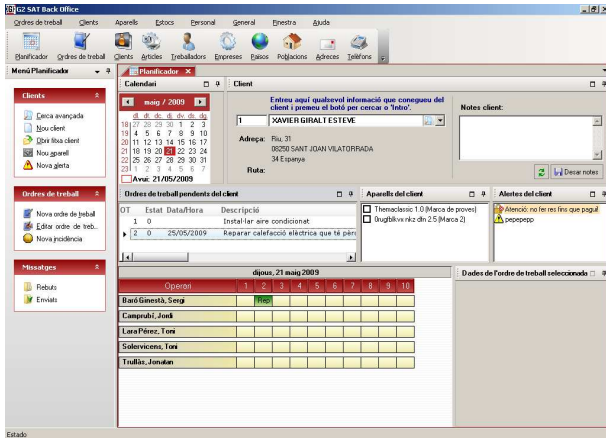 G2 SAT Back Office
Ordres de treball Clients Aparells Estocs Personal General Finestra Ajuda
Planificador Ordres de treball Clients Articles Treballadors Empreses Països Poblacions Adreces Telèfons
Menú Planificador
Planificador
Clients
Cerca avançada
Nou client
Obrir fitxa client
Nou aparell
Nova alerta
Ordres de treball
Nova ordre de treball
Editar ordre de treb...
Nova incidència
Missatges
Rebuts
Enviats
Calendari
maig / 2009
dl. dt. dc. dj. dv. ds. dg.
18 27 28 29 30 1 2 3
19 4 5 6 7 8 9 10
20 11 12 13 14 15 16 17
21 18 19 20 21 22 23 24
22 25 26 27 28 29 30 31
23 1 2 3 4 5 6 7
Avui: 21/05/2009
Client
Entreu aquí qualsevol informació que conegueu del
client i premeu el botó per cercar o 'Intro'.
1 XAVIER GIRALT ESTEVE
Adreça: Riu, 31
08250 SANT JOAN VILATORRADA
34 Espanya
Ruta:
Notes client:
Desar notes
Ordres de treball pendents del client
OT Estat Data/Hora Descripció
1 0 Instal·lar aire condicionat
2 0 25/05/2009 Reparar calefacció elèctrica que té pèr
Aparells del client
Themaclassic 1.0 (Marca de proves)
dfn 2.5 (Marca 2)
Alertes del client
Atenció: no fer res fins que pagui
pepepepp
dijous, 21 maig 2009
Operari 1 2 3 4 5 6 7 8 9 10
Baró Ginestà, Sergi Rep
Camprubí, Jordi
Lara Pérez, Toni
Solervicens, Toni
Trullàs, Jonatan
Dades de l'ordre de treball seleccionada
Estado